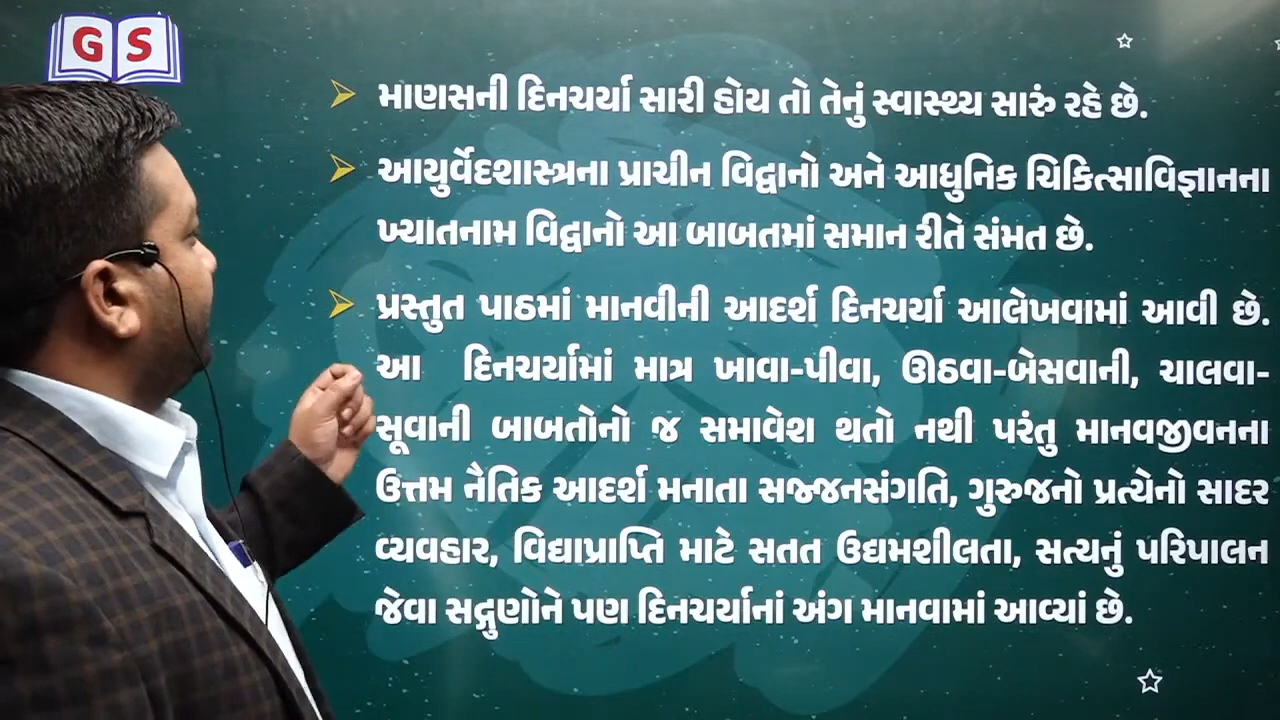 G S
માણસની દિનચર્યા સારી હોય તો તેનું સ્વાસ્થ્ય સારું રહે છે.
આયુર્વેદશાસ્ત્રના પ્રાચીન વિદ્વાનો અને આધુનિક ચિકિત્સાવિજ્ઞાનના
ખ્યાતનામ વિદ્વાનો આ બાબતમાં સમાન રીતે સંમત છે.
પ્રસ્તુત પાઠમાં માનવીની આદર્શ દિનચર્યા આલેખવામાં આવી છે.
આ દિનચર્યામાં માત્ર ખાવા-પીવા, ઊઠવા-બેસવાની, ચાલવા-
સૂવાની બાબતોનો જ સમાવેશ થતો નથી પરંતુ માનવજીવનના
ઉત્તમ નૈતિક આદર્શ મનાતા સજ્જનસંગતિ, ગુરુજનો પ્રત્યેનો સાદર
વ્યવહાર, વિદ્યાપ્રાપ્તિ માટે સતત ઉદ્યમશીલતા, સત્યનું પરિપાલન
જેવા સદ્ગુણોને પણ દિનચર્યાનાં અંગ માનવામાં આવ્યાં છે.